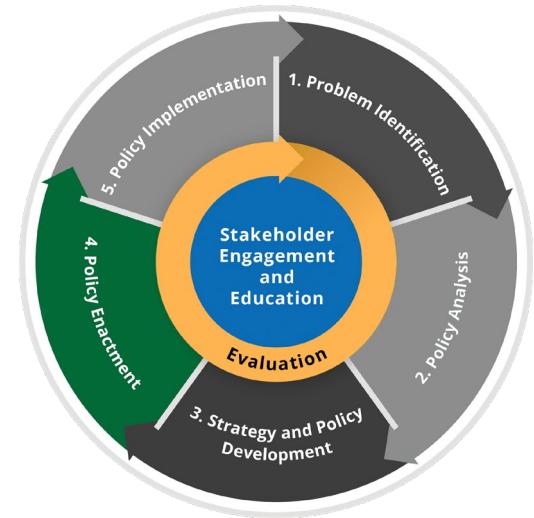 1. Problem Identification
2. Policy Analysis
3. Strategy and Policy
Development
4. Policy Enactment
5. Policy Implementation
Stakeholder
Engagement
and
Education
Evaluation